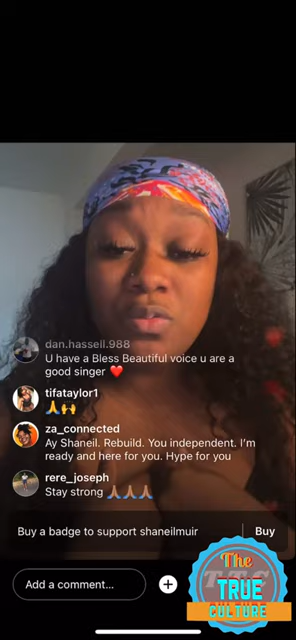 dan.hassell.988
U have a Bless Beautiful voice u are a
good singer ❤️
tifataylor1
🙏🙌
za_connected
Ay Shaneil. Rebuild. You independent. I'm
ready and here for you. Hype for you
rere_joseph
Stay strong 🙏🏽🙏🏽🙏🏽
Buy a badge to support shaneilmuir
Buy
Add a comment...
The
TRUE
CULTURE